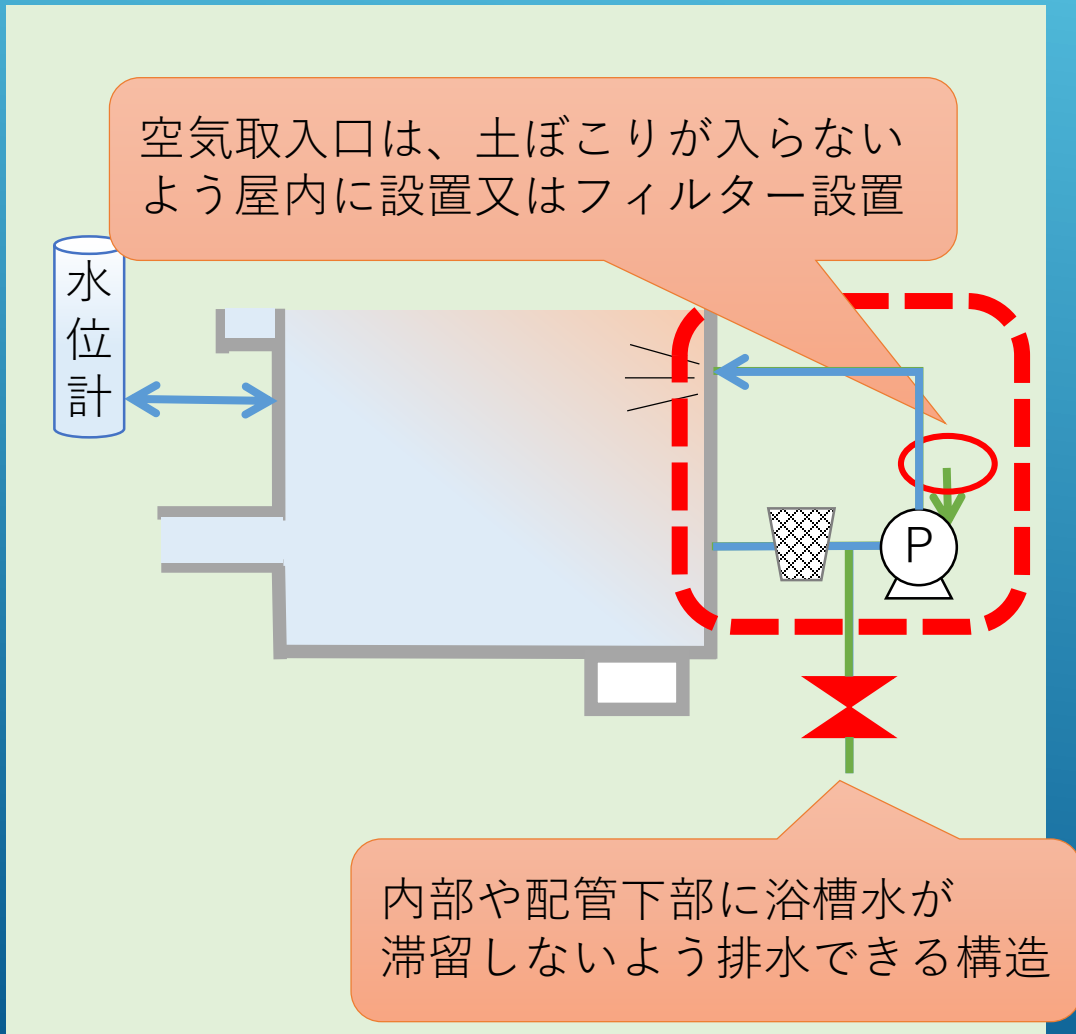 空気取入口は、土ぼこりが入らない
よう屋内に設置又はフィルター設置
水位計
P
内部や配管下部に浴槽水が
滞留しないよう排水できる構造